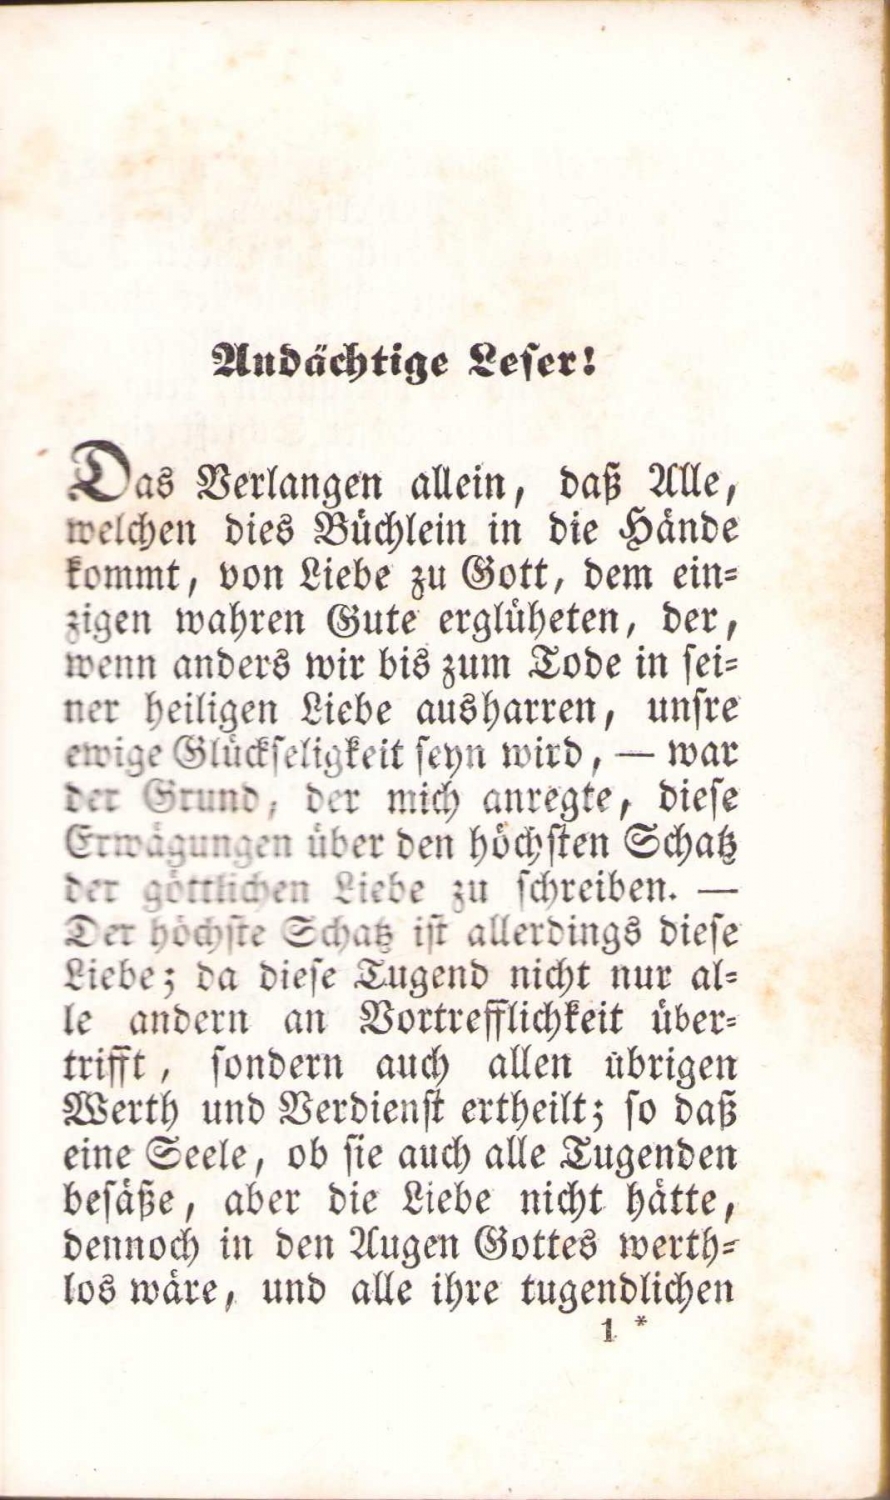 Andächtige Leser!
Das Verlangen allein, daß Alle,
welchen dies Büchlein in die Hände
kommt, von Liebe zu Gott, dem ein=
zigen wahren Gute erglüheten, der,
wenn anders wir bis zum Tode in sei=
ner heiligen Liebe ausharren, unsre
ewige Glückseligkeit seyn wird, — war
der Grund, der mich anregte, diese
Erwägungen über den höchsten Schatz
der göttlichen Liebe zu schreiben. —
Der höchste Schatz ist allerdings diese
Liebe; da diese Tugend nicht nur al=
le andern an Vortrefflichkeit über=
trifft, sondern auch allen übrigen
Werth und Verdienst ertheilt; so daß
eine Seele, ob sie auch alle Tugenden
besäße, aber die Liebe nicht hätte,
dennoch in den Augen Gottes werth=
los wäre, und alle ihre tugendlichen
1 *